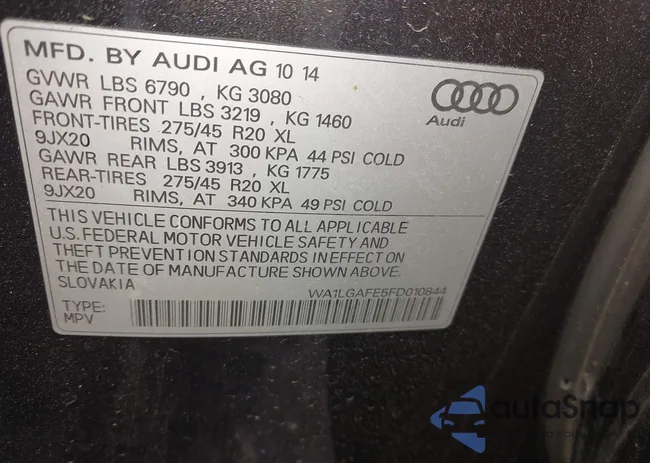 MFD. BY AUDI AG 10 14
GVWR LBS 6790 , KG 3080
GAWR FRONT LBS 3219 , KG 1460
FRONT-TIRES 275/45 R20 XL
9JX20 RIMS, AT 300 KPA 44 PSI COLD
GAWR REAR LBS 3913 , KG 1775
REAR-TIRES 275/45 R20 XL
9JX20 RIMS, AT 340 KPA 49 PSI COLD
Audi
THIS VEHICLE CONFORMS TO ALL APPLICABLE
U.S. FEDERAL MOTOR VEHICLE SAFETY AND
THEFT PREVENTION STANDARDS IN EFFECT ON
THE DATE OF MANUFACTURE SHOWN ABOVE.
SLOVAKIA
WA1LGAFE5FD010844
TYPE:
MPV
autoSnap